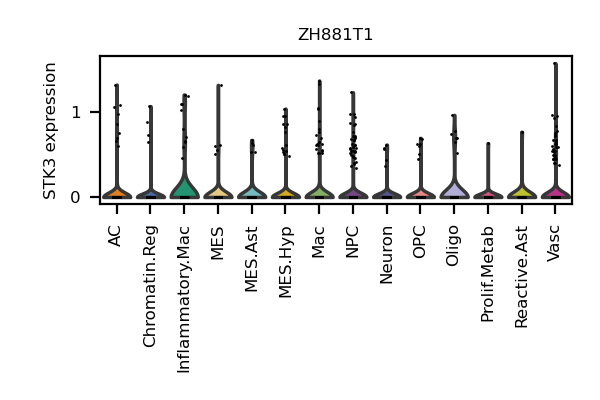 ZH881T1
STK3 expression
1
0
AC
Chromatin.Reg
Inflammatory.Mac
MES
MES.Ast
MES.Hyp
Mac
NPC
Neuron
OPC
Oligo
Prolif.Metab
Reactive.Ast
Vasc